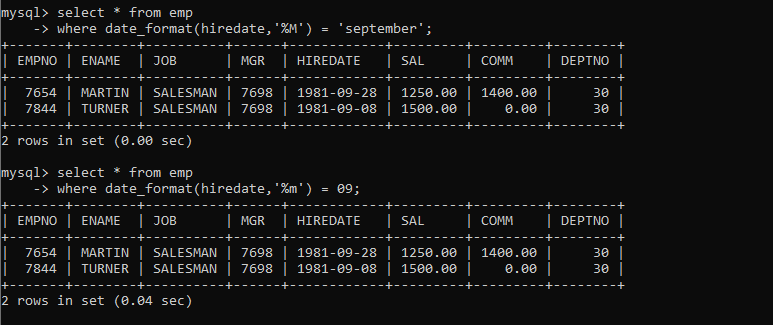 mysql> select * from emp
    -> where date_format(hiredate,'%M') = 'september';
+-------+--------+----------+------+------------+---------+---------+--------+
| EMPNO | ENAME  | JOB      | MGR  | HIREDATE   | SAL     | COMM    | DEPTNO |
+-------+--------+----------+------+------------+---------+---------+--------+
|  7654 | MARTIN | SALESMAN | 7698 | 1981-09-28 | 1250.00 | 1400.00 |     30 |
|  7844 | TURNER | SALESMAN | 7698 | 1981-09-08 | 1500.00 |    0.00 |     30 |
+-------+--------+----------+------+------------+---------+---------+--------+
2 rows in set (0.00 sec)

mysql> select * from emp
    -> where date_format(hiredate,'%m') = 09;
+-------+--------+----------+------+------------+---------+---------+--------+
| EMPNO | ENAME  | JOB      | MGR  | HIREDATE   | SAL     | COMM    | DEPTNO |
+-------+--------+----------+------+------------+---------+---------+--------+
|  7654 | MARTIN | SALESMAN | 7698 | 1981-09-28 | 1250.00 | 1400.00 |     30 |
|  7844 | TURNER | SALESMAN | 7698 | 1981-09-08 | 1500.00 |    0.00 |     30 |
+-------+--------+----------+------+------------+---------+---------+--------+
2 rows in set (0.04 sec)